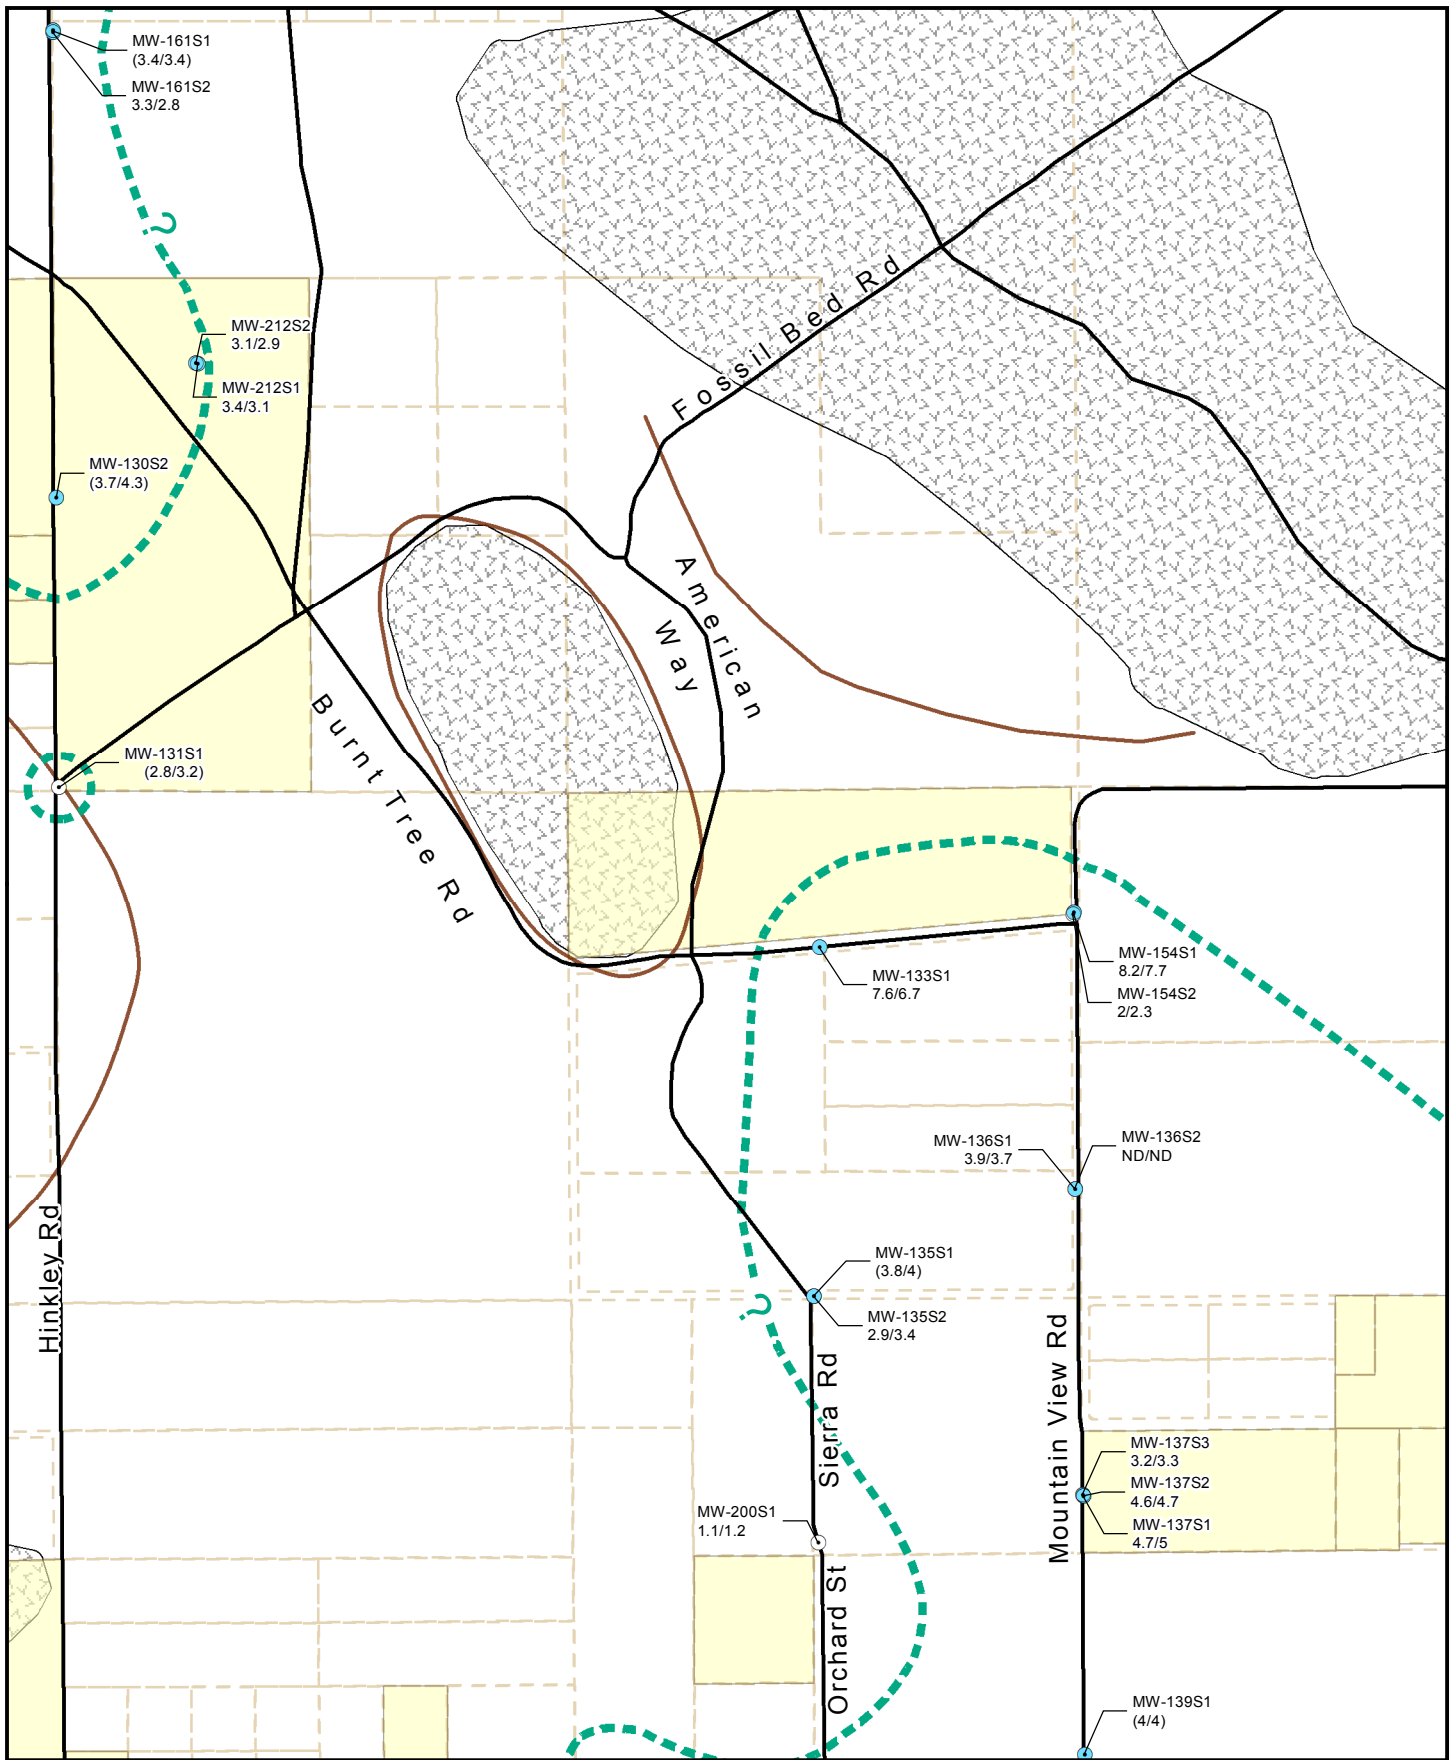 MW-161S1
(3.4/3.4)
MW-161S2
3.3/2.8
?
Fossil Bed Rd
MW-212S2
3.1/2.9
MW-212S1
3.4/3.1
MW-130S2
(3.7/4.3)
American
Way
Burnt Tree Rd
MW-131S1
(2.8/3.2)
MW-133S1
7.6/6.7
MW-154S1
8.2/7.7
MW-154S2
2/2.3
MW-136S1
3.9/3.7
MW-136S2
ND/ND
Hinkley Rd
MW-135S1
(3.8/4)
?
MW-135S2
2.9/3.4
Sierra Rd
Mountain View Rd
MW-137S3
3.2/3.3
MW-137S2
4.6/4.7
MW-137S1
4.7/5
MW-200S1
1.1/1.2
Orchard St
MW-139S1
(4/4)